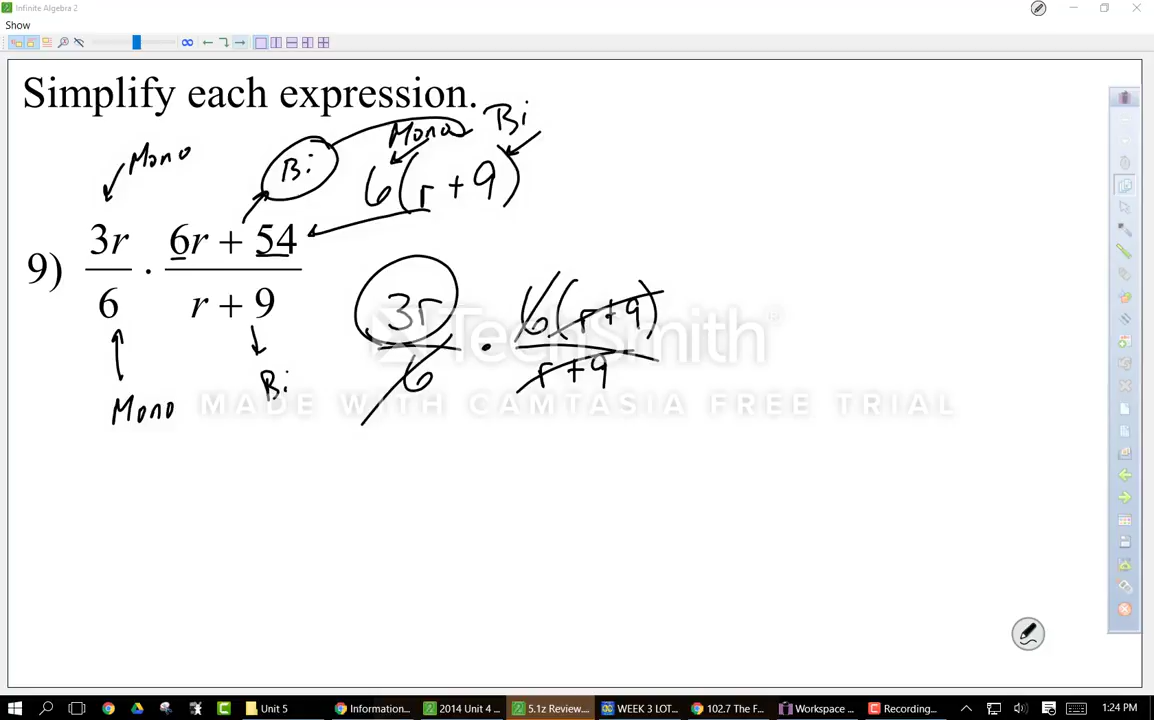 Infinite Algebra 2
Show
Simplify each expression.
Mono
Bi
Mono
Bi
6(r+9)
9) 3r/6 · 6r + 54/r + 9
3r/6 · 6(r+9)/r+9
Mono
Bi
TechSmith
MADE WITH CAMTASIA FREE TRIAL
Unit 5
Information...
2014 Unit 4 ...
5.1z Review...
WEEK 3 LOT...
102.7 The F...
Workspace ...
Recording...
1:24 PM